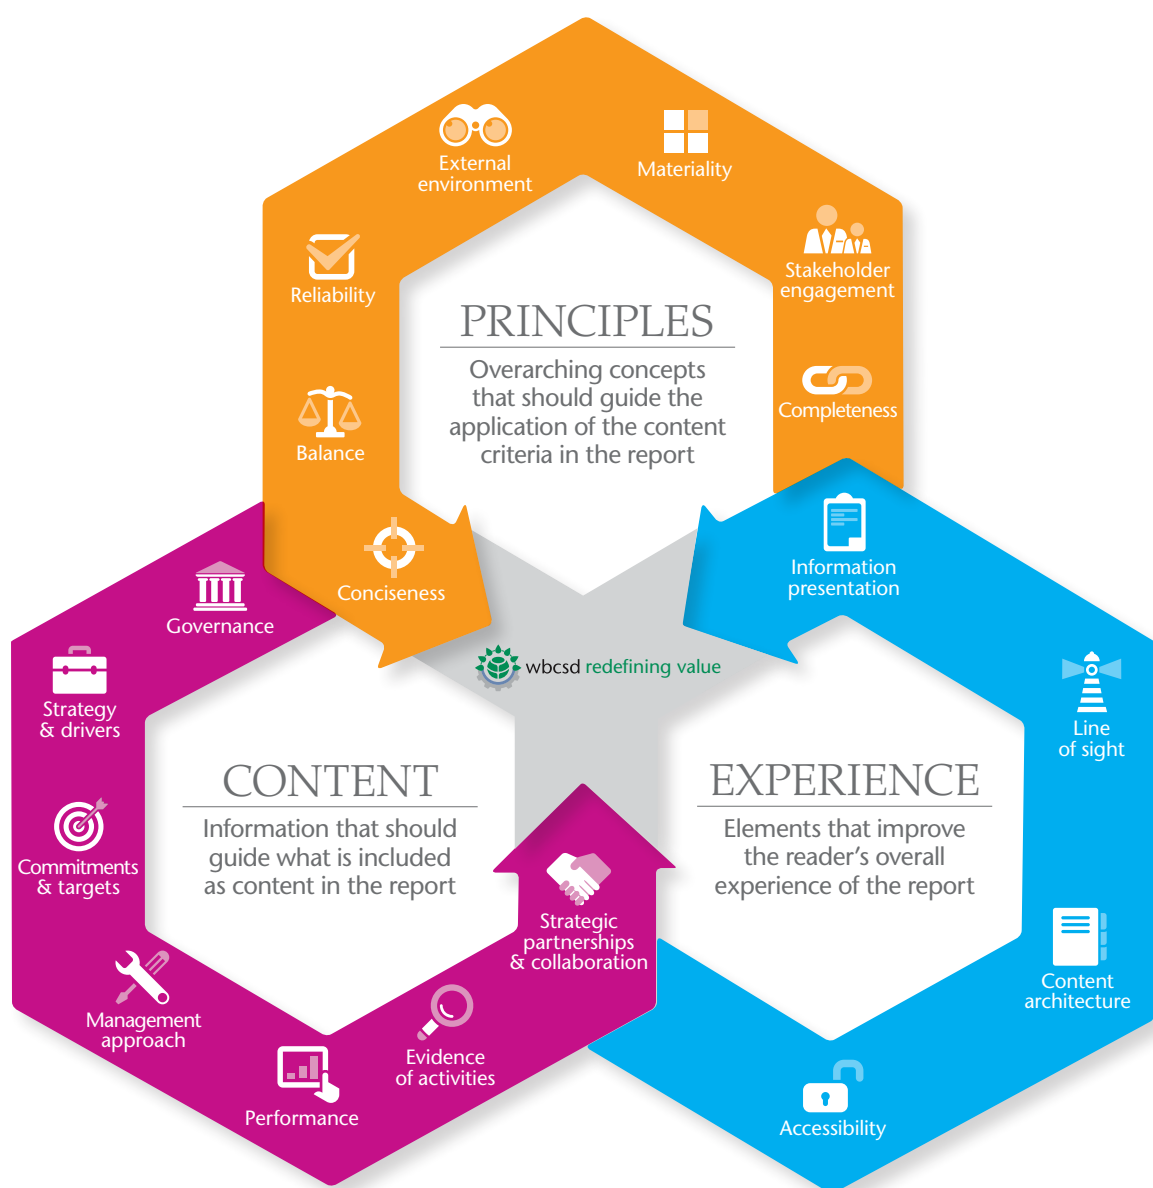 External
environment
Materiality
Stakeholder
engagement
Reliability
PRINCIPLES
Overarching concepts
that should guide the
application of the content
criteria in the report
Completeness
Balance
Conciseness
Information
presentation
Governance
wbcsd redefining value
Strategy
& drivers
Line
of sight
CONTENT
Information that should
guide what is included
as content in the report
EXPERIENCE
Elements that improve
the reader's overall
experience of the report
Commitments
& targets
Strategic
partnerships
& collaboration
Content
architecture
Management
approach
Evidence
of activities
Performance
Accessibility